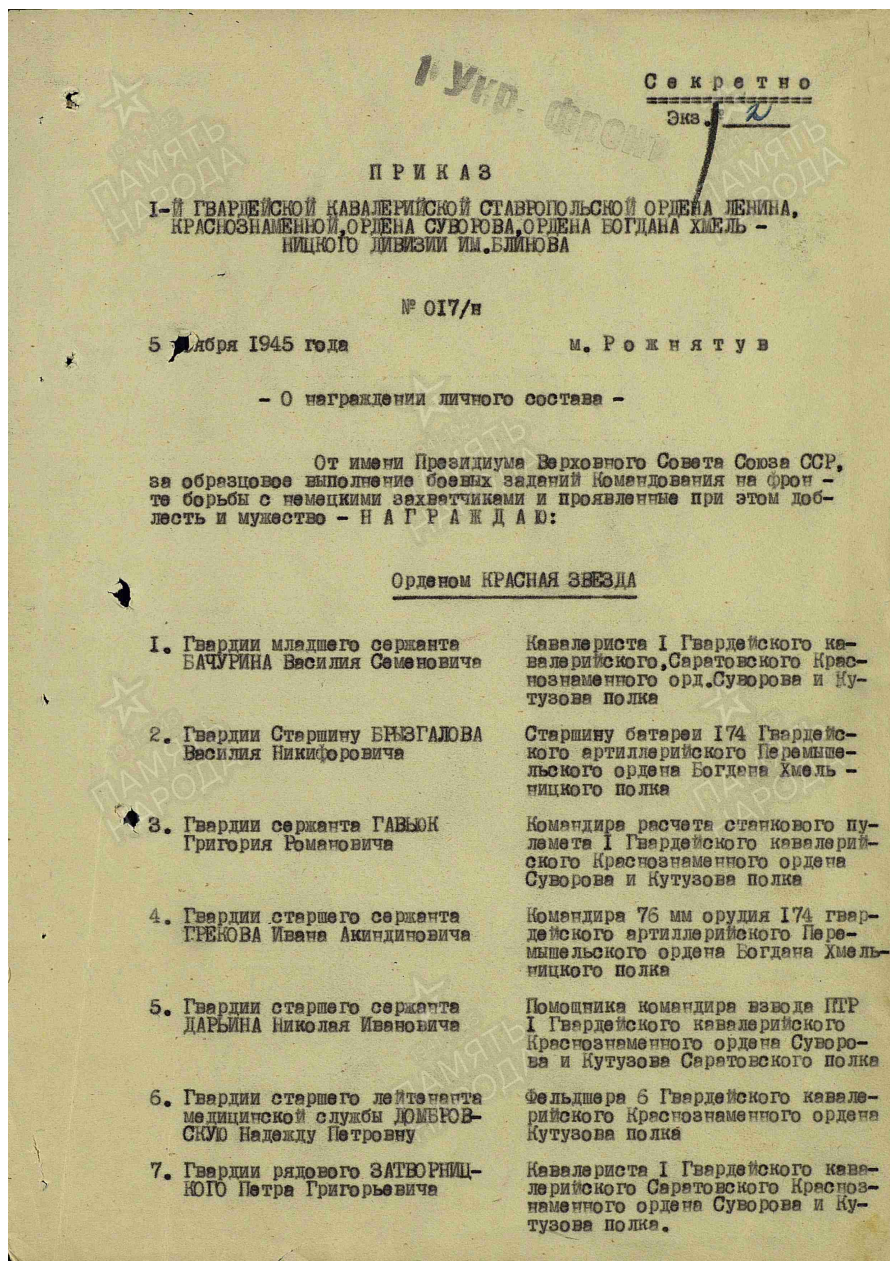 1 Укр. фронт
Секретно
Экз.№ 2
ПРИКАЗ
I-Й ГВАРДЕЙСКОЙ КАВАЛЕРИЙСКОЙ СТАВРОПОЛЬСКОЙ ОРДЕНА ЛЕНИНА,
КРАСНОЗНАМЕННОЙ,ОРДЕНА СУВОРОВА,ОРДЕНА БОГДАНА ХМЕЛЬ -
НИЦКОГО ДИВИЗИИ ИМ.БЛИНОВА
№ 017/н
5 ября 1945 года м. Рожнятув
- О награждении личного состава -
От имени Президиума Верховного Совета Союза ССР,
за образцовое выполнение боевых заданий Командования на фрон -
те борьбы с немецкими захватчиками и проявленные при этом доб-
лесть и мужество - Н А Г Р А Ж Д А Ю:
Орденом КРАСНАЯ ЗВЕЗДА
1. Гвардии младшего сержанта
БАЧУРИНА Василия Семеновича
Кавалериста I Гвардейского ка-
валерийского,Саратовского Крас-
нознаменного орд.Суворова и Ку-
тузова полка
2. Гвардии Старшину БРЫЗГАЛОВА
Василия Никифоровича
Старшину батареи 174 Гвардейс-
кого артиллерийского Перемыше-
льского ордена Богдана Хмель -
ницкого полка
3. Гвардии сержанта ГАВЬЮК
Григория Романовича
Командира расчета станкового пу-
лемета I Гвардейского кавалерий-
ского Краснознаменного ордена
Суворова и Кутузова полка
4. Гвардии старшего сержанта
ГРЕКОВА Ивана Акиндиновича
Командира 76 мм орудия 174 гвар-
дейского артиллерийского Пере-
мышельского ордена Богдана Хмель-
ницкого полка
5. Гвардии старшего сержанта
ДАРЬИНА Николая Ивановича
Помощника командира взвода ПТР
I Гвардейского кавалерийского
Краснознаменного ордена Суворо-
ва и Кутузова Саратовского полка
6. Гвардии старшего лейтенанта
медицинской службы ДОМБРОВ-
СКУЮ Надежду Петровну
Фельдшера 6 Гвардейского кавале-
рийского Краснознаменного ордена
Кутузова полка
7. Гвардии рядового ЗАТВОРНИЦ-
КОГО Петра Григорьевича
Кавалериста I Гвардейского кава-
лерийского Саратовского Красноз-
наменного ордена Суворова и Ку-
тузова полка.
ПАМЯТЬ
НАРОДА